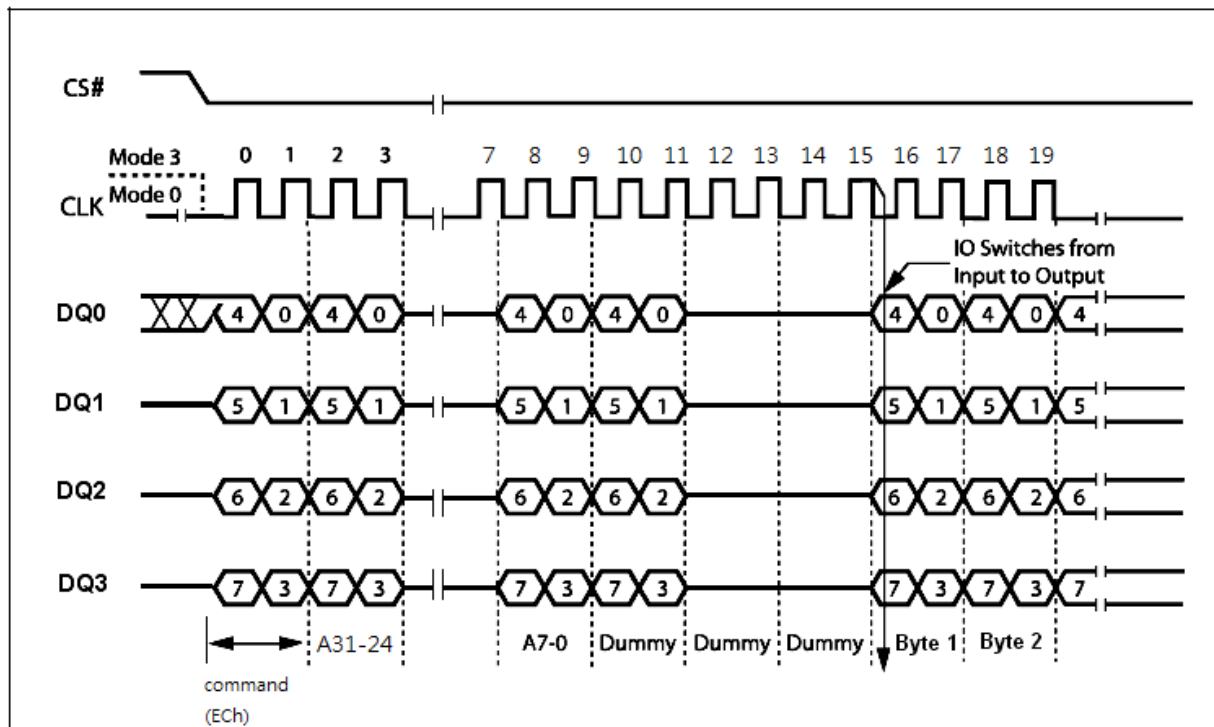 CS#
Mode 3
0 1 2 3 7 8 9 10 11 12 13 14 15 16 17 18 19
Mode 0
CLK
IO Switches from
Input to Output
DQ0 4 0 4 0 4 0 4 0 4 0 4 0 4
DQ1 5 1 5 1 5 1 5 1 5 1 5 1 5
DQ2 6 2 6 2 6 2 6 2 6 2 6 2 6
DQ3 7 3 7 3 7 3 7 3 7 3 7 3 7
A31-24 A7-0 Dummy Dummy Dummy Byte 1 Byte 2
command
(ECh)